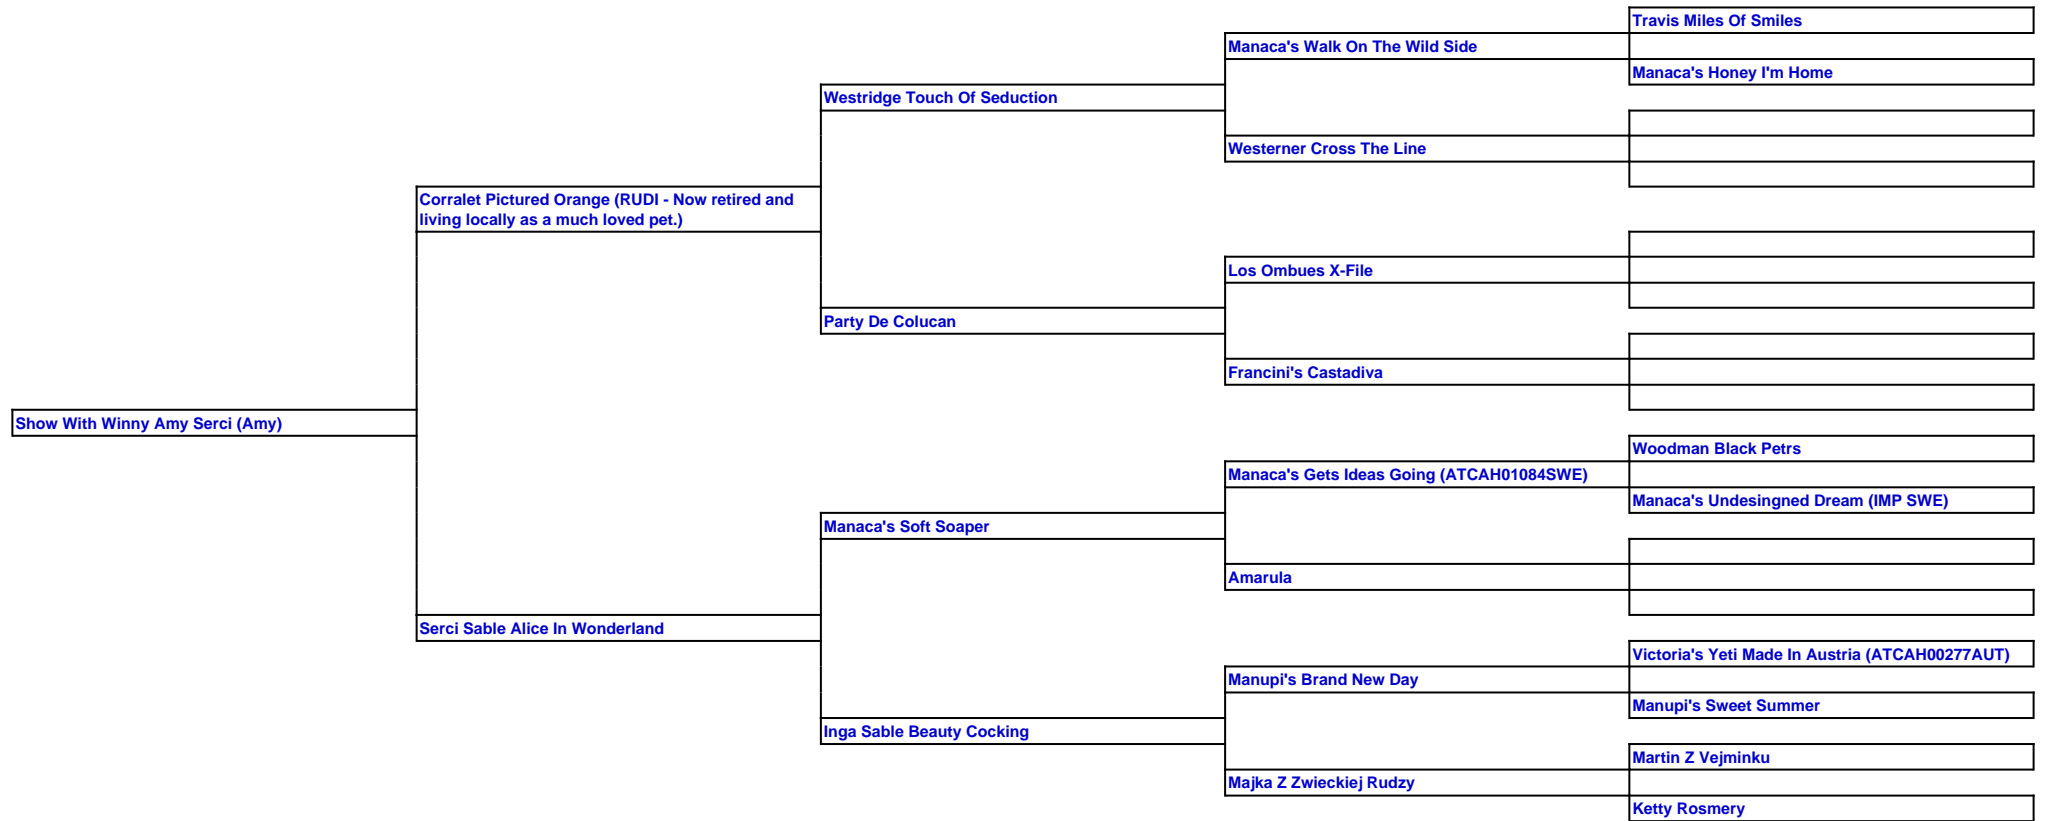 Travis Miles Of Smiles
Manaca's Walk On The Wild Side
Manaca's Honey I'm Home
Westridge Touch Of Seduction
Westerner Cross The Line
Corralet Pictured Orange (RUDI - Now retired and
living locally as a much loved pet.)
Los Ombues X-File
Party De Colucan
Francini's Castadiva
Show With Winny Amy Serci (Amy)
Woodman Black Petrs
Manaca's Gets Ideas Going (ATCAH01084SWE)
Manaca's Undesingned Dream (IMP SWE)
Manaca's Soft Soaper
Amarula
Serci Sable Alice In Wonderland
Victoria's Yeti Made In Austria (ATCAH00277AUT)
Manupi's Brand New Day
Manupi's Sweet Summer
Inga Sable Beauty Cocking
Martin Z Vejminku
Majka Z Zwieckiej Rudzy
Ketty Rosmery